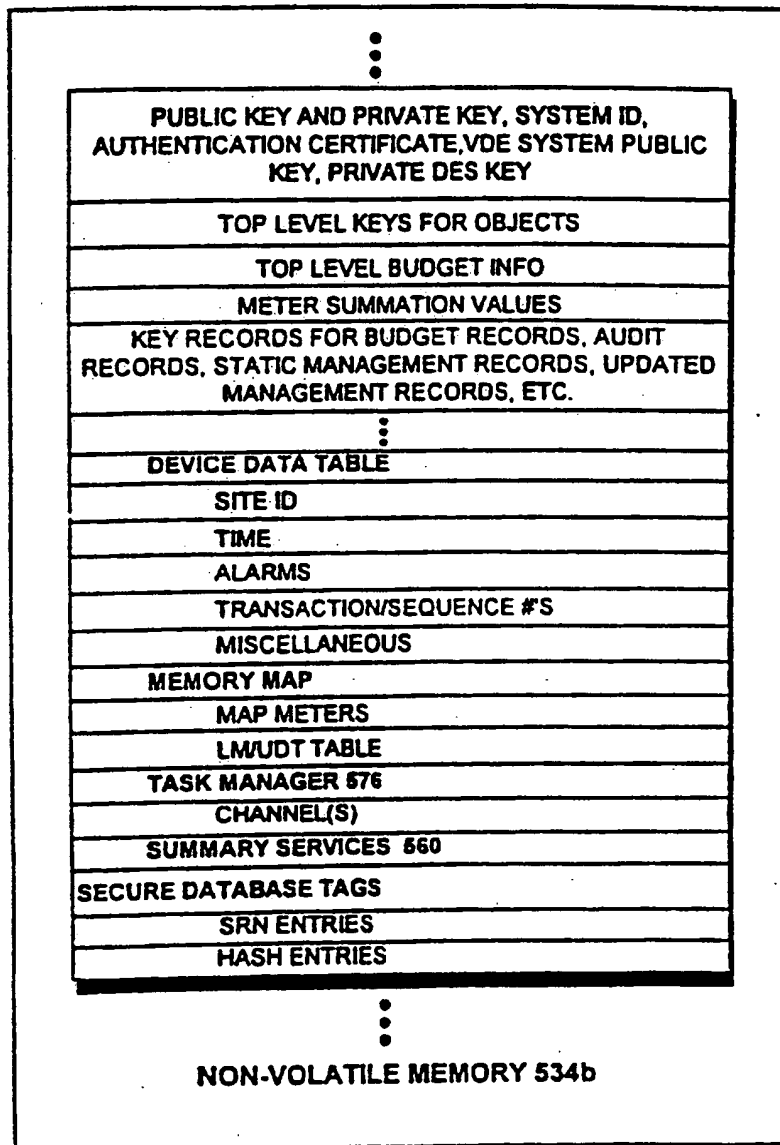 PUBLIC KEY AND PRIVATE KEY, SYSTEM ID,
AUTHENTICATION CERTIFICATE,VDE SYSTEM PUBLIC
KEY, PRIVATE DES KEY
TOP LEVEL KEYS FOR OBJECTS
TOP LEVEL BUDGET INFO
METER SUMMATION VALUES
KEY RECORDS FOR BUDGET RECORDS, AUDIT
RECORDS, STATIC MANAGEMENT RECORDS, UPDATED
MANAGEMENT RECORDS, ETC.
DEVICE DATA TABLE
SITE ID
TIME
ALARMS
TRANSACTION/SEQUENCE #'S
MISCELLANEOUS
MEMORY MAP
MAP METERS
LM/UDT TABLE
TASK MANAGER 576
CHANNEL(S)
SUMMARY SERVICES 560
SECURE DATABASE TAGS
SRN ENTRIES
HASH ENTRIES
NON-VOLATILE MEMORY 534b